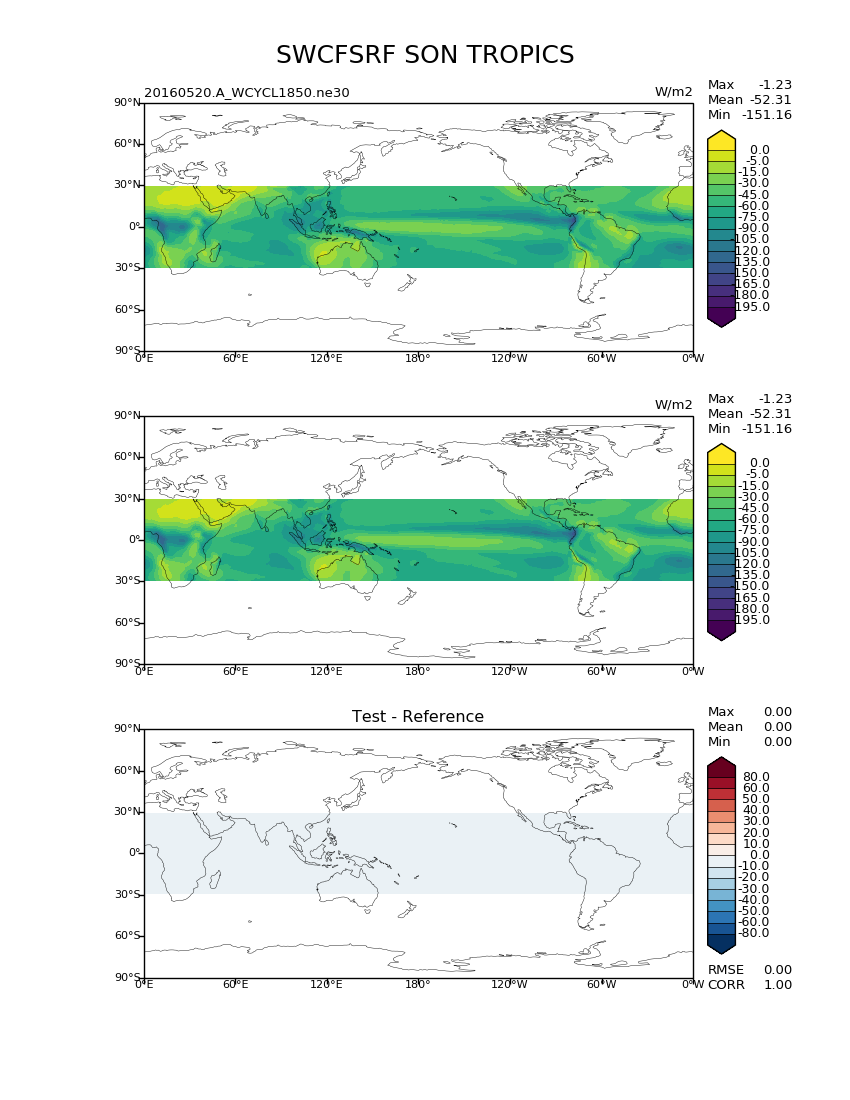 SWCFSRF SON TROPICS
20160520.A_WCYCL1850.ne30 W/m2
Max -1.23
Mean -52.31
Min -151.16
90°N
60°N
30°N
0°
30°S
60°S
90°S
0°E 60°E 120°E 180° 120°W 60°W 0°W
0.0
-5.0
-15.0
-30.0
-45.0
-60.0
-75.0
-90.0
-105.0
-120.0
-135.0
-150.0
-165.0
-180.0
-195.0
W/m2
Max -1.23
Mean -52.31
Min -151.16
90°N
60°N
30°N
0°
30°S
60°S
90°S
0°E 60°E 120°E 180° 120°W 60°W 0°W
0.0
-5.0
-15.0
-30.0
-45.0
-60.0
-75.0
-90.0
-105.0
-120.0
-135.0
-150.0
-165.0
-180.0
-195.0
Test - Reference
Max 0.00
Mean 0.00
Min 0.00
90°N
60°N
30°N
0°
30°S
60°S
90°S
0°E 60°E 120°E 180° 120°W 60°W 0°W
80.0
60.0
50.0
40.0
30.0
20.0
10.0
0.0
-10.0
-20.0
-30.0
-40.0
-50.0
-60.0
-80.0
RMSE 0.00
CORR 1.00